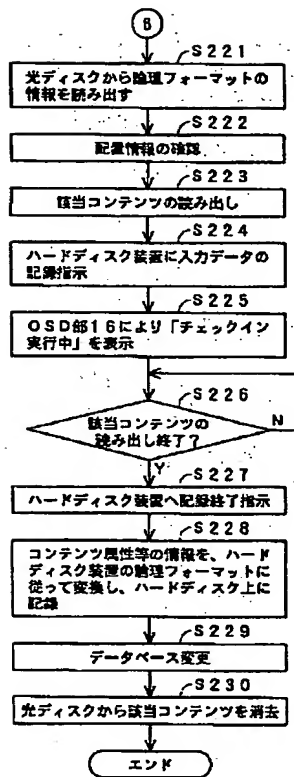 B
S221
光ディスクから論理フォーマットの
情報を読み出す
S222
配置情報の確認
S223
該当コンテンツの読み出し
S224
ハードディスク装置に入力データの
記録指示
S225
OSD部16により「チェックイン
実行中」を表示
S226
該当コンテンツの
読み出し終了?
N
Y
S227
ハードディスク装置へ記録終了指示
S228
コンテンツ属性等の情報を、ハード
ディスク装置の論理フォーマットに
従って変換し、ハードディスク上に
記録
S229
データベース変更
S230
光ディスクから該当コンテンツを消去
エンド